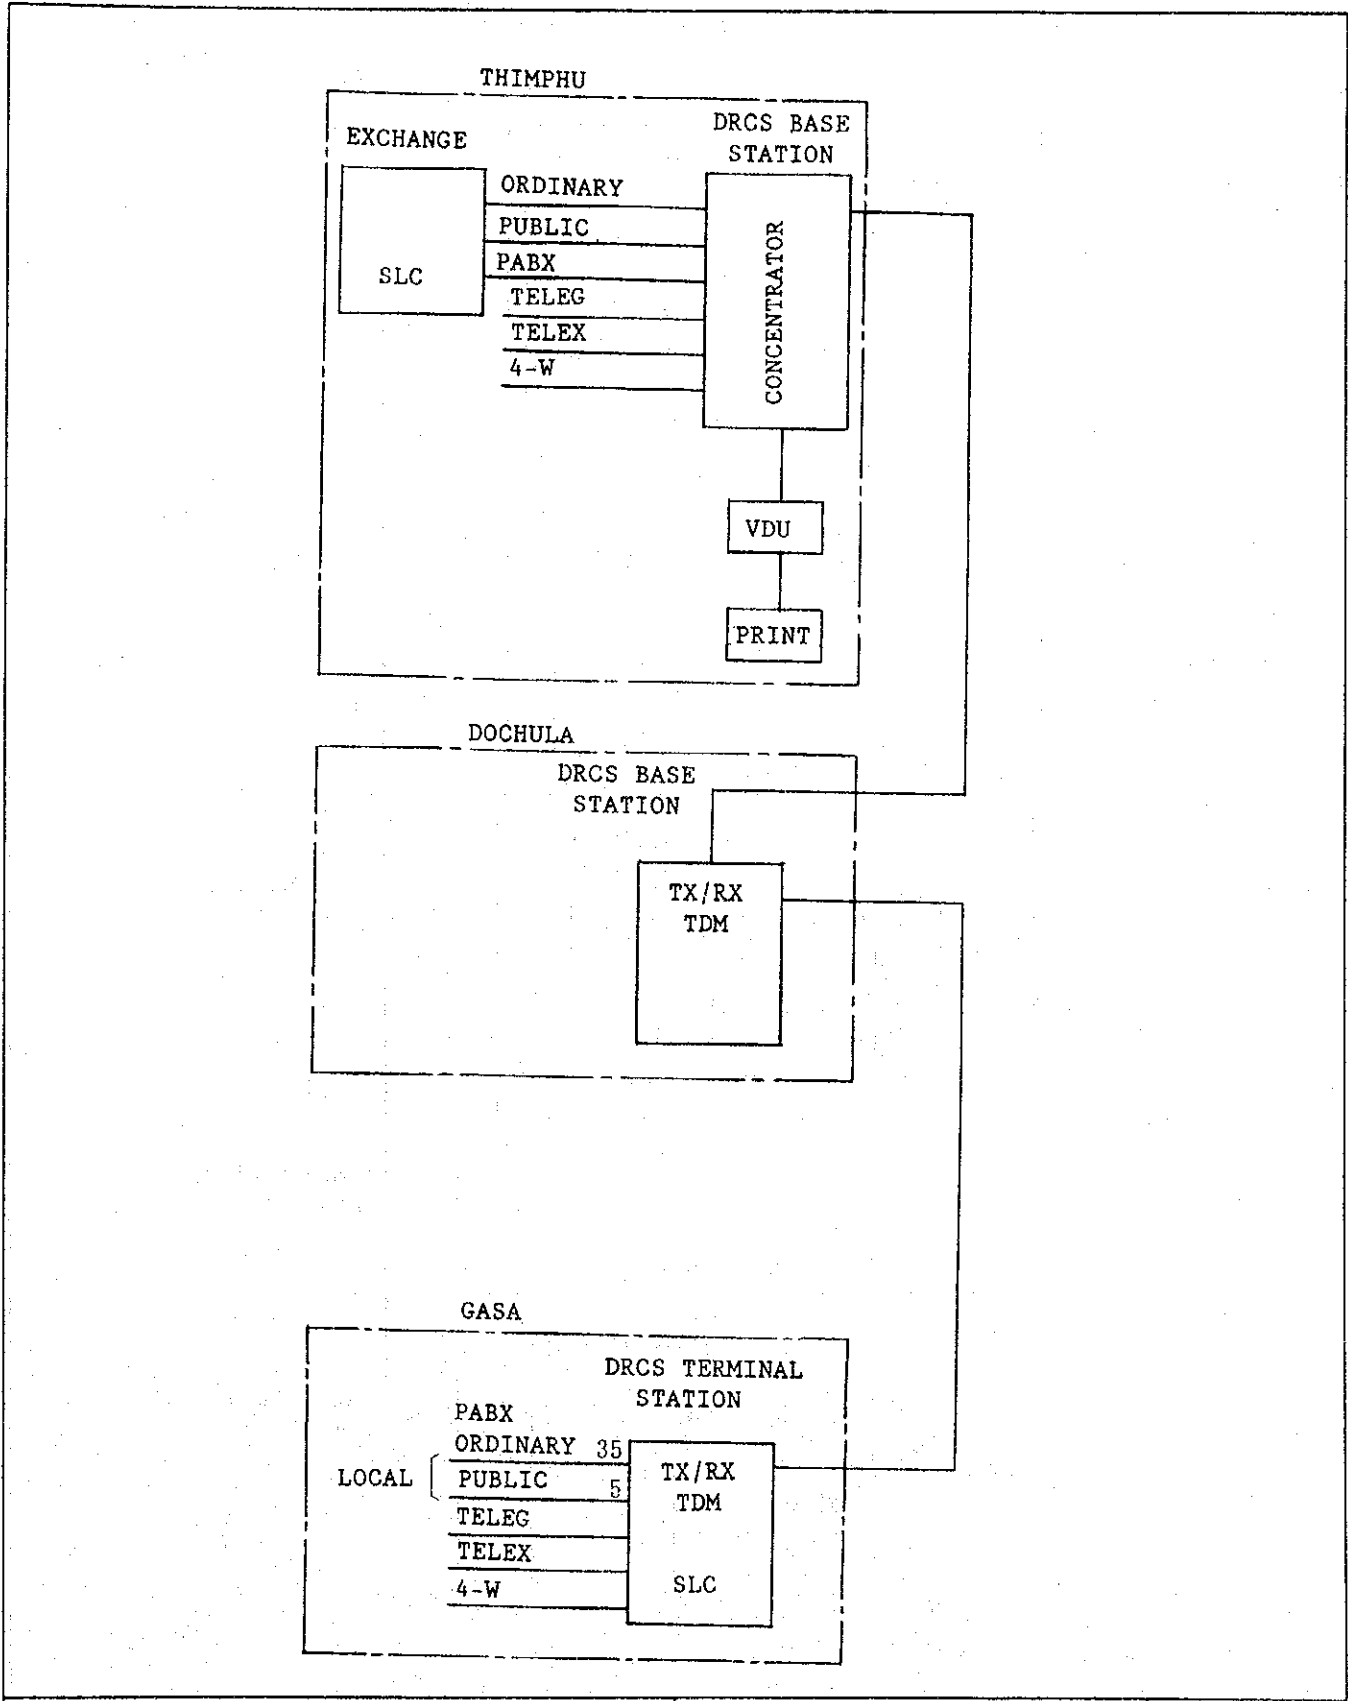 THIMPHU
EXCHANGE
DRCS BASE
STATION
ORDINARY
PUBLIC
PABX
TELEG
TELEX
4-W
SLC
CONCENTRATOR
VDU
PRINT
DOCHULA
DRCS BASE
STATION
TX/RX
TDM
GASA
DRCS TERMINAL
STATION
PABX
ORDINARY 35
LOCAL
PUBLIC 5
TELEG
TELEX
4-W
TX/RX
TDM
SLC